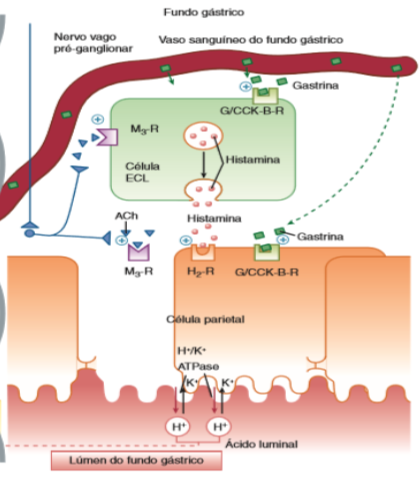 Fundo gástrico
Nervo vago
pré-ganglionar
Vaso sanguíneo do fundo gástrico
Gastrina
G/CCK-B-R
M₃-R
Célula
ECL
Histamina
ACh
Histamina
Gastrina
M₃-R
H₂-R
G/CCK-B-R
Célula parietal
H⁺/K⁺
ATPase
K⁺
K⁺
H⁺
H⁺
Ácido luminal
Lúmen do fundo gástrico